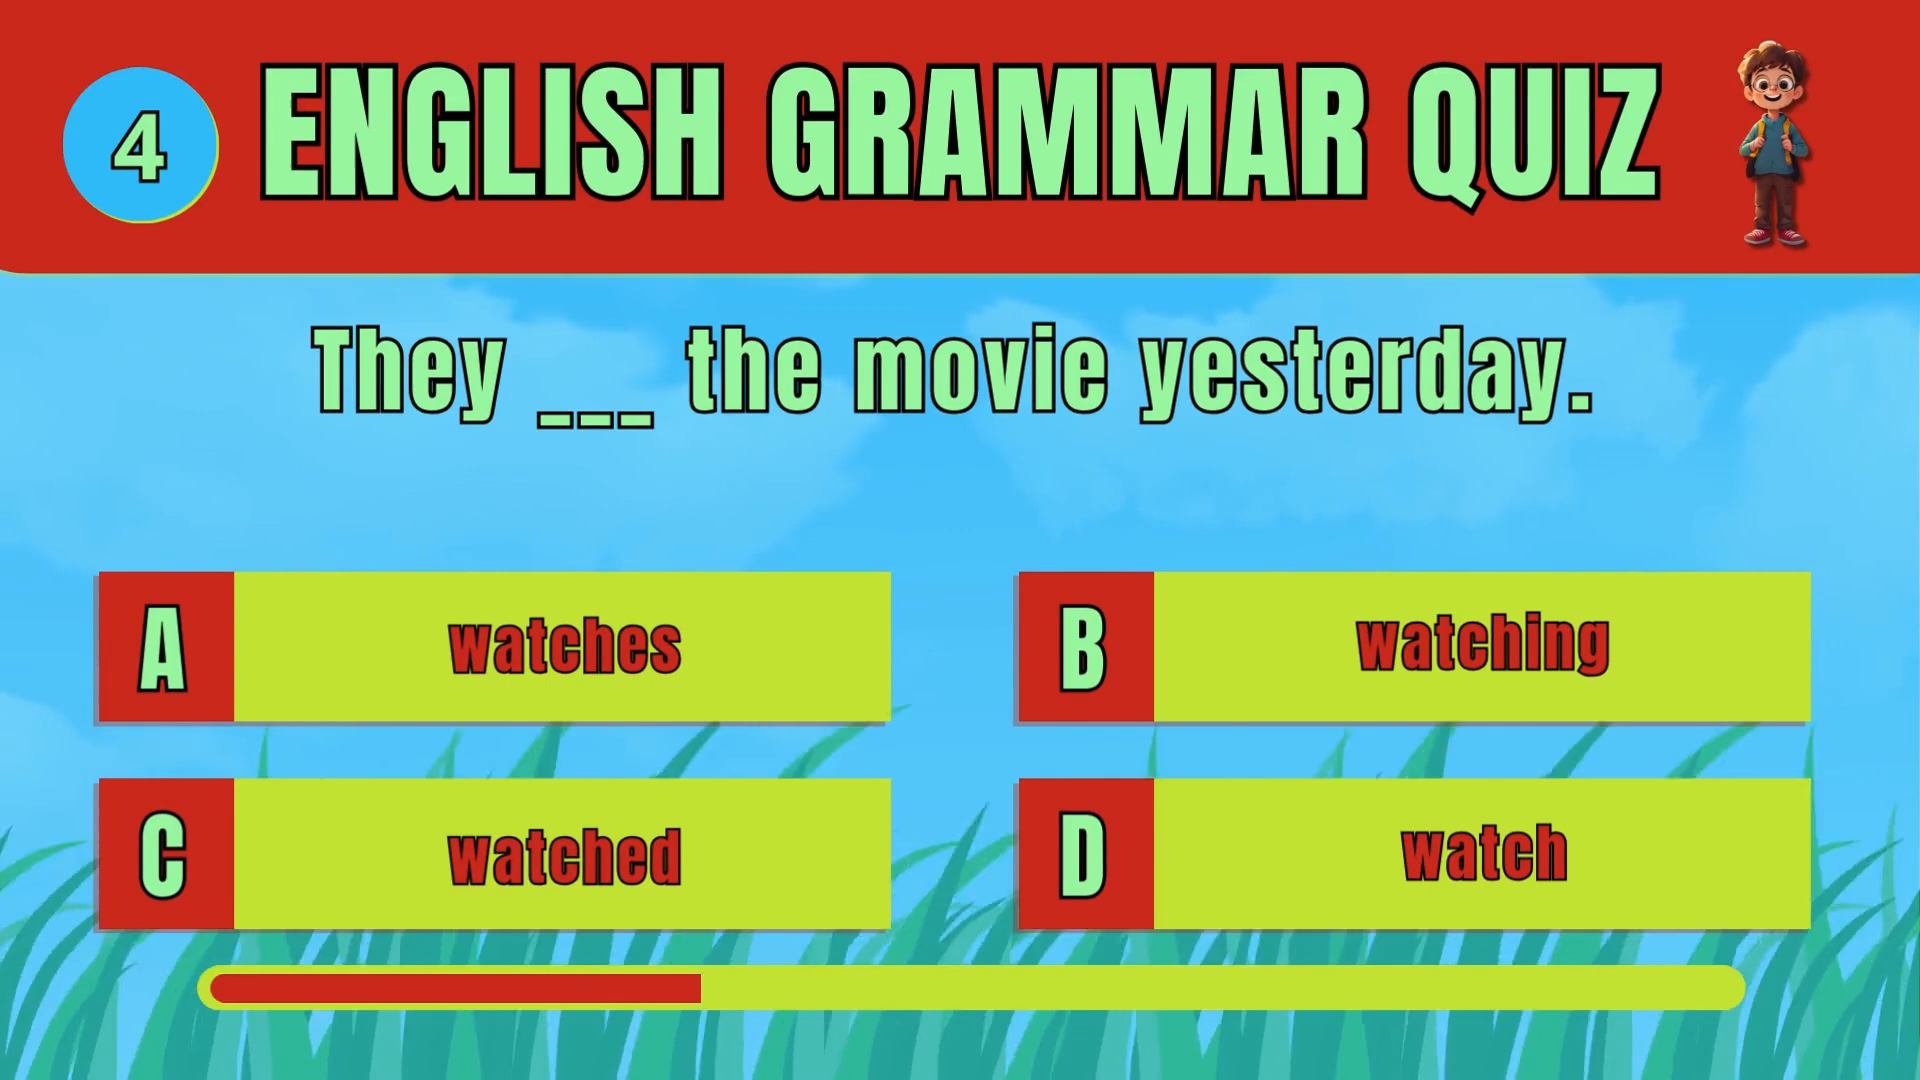 4
ENGLISH GRAMMAR QUIZ
They ___ the movie yesterday.
A watches
B watching
C watched
D watch